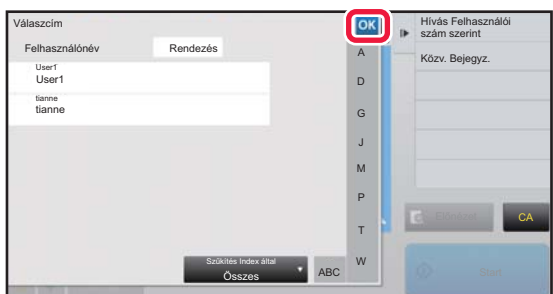 Válaszcím
OK
Felhasználónév
Rendezés
User1
User1
tianne
tianne
Szűkítés Index által
Összes
ABC
A
D
G
J
M
P
T
W
Hívás Felhasználói
szám szerint
Közv. Bejegyz.
CA
Start